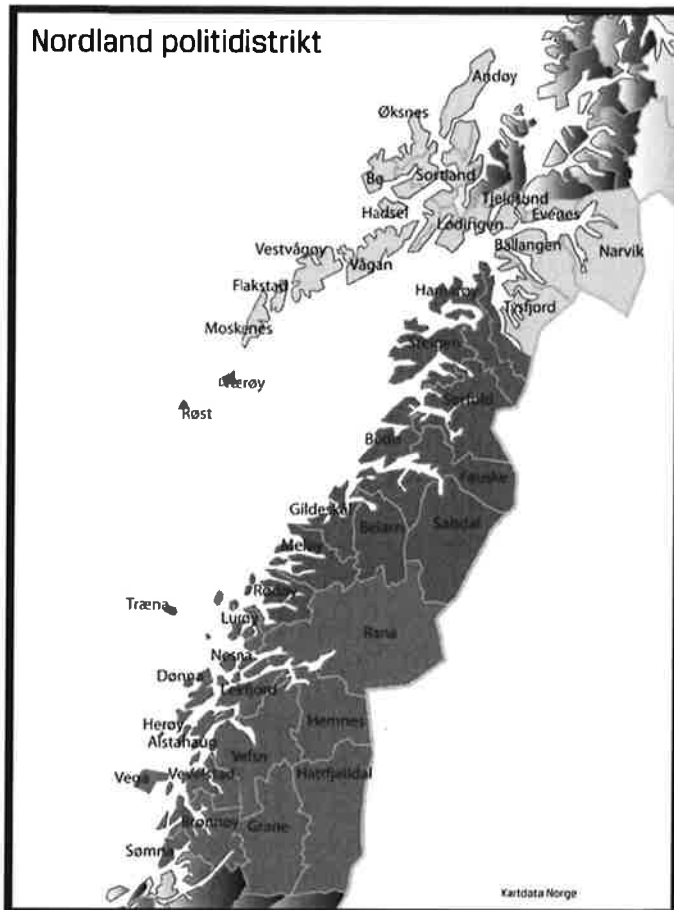 Nordland politidistrikt
Andøy
Øksnes
Bø
Sortland
Hadsel
Tjeldsund
Lødingen
Evenes
Ballangen
Narvik
Vestvågøy
Vågan
Flakstad
Hamarøy
Tysfjord
Moskenes
Steigen
Værøy
Sørfold
Røst
Bodø
Fauske
Gildeskål
Beiarn
Saltdal
Meløy
Rødøy
Træna
Lurøy
Rana
Nesna
Dønna
Leirfjord
Herøy
Hemnes
Alstahaug
Vefsn
Vega
Vevelstad
Hattfjelldal
Brønnøy
Grane
Sømna
Kartdata Norge